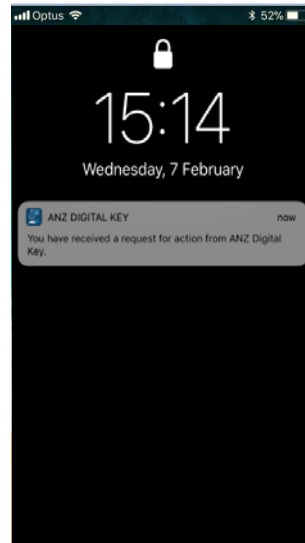 Optus 52%
15:14
Wednesday, 7 February
ANZ DIGITAL KEY now
You have received a request for action from ANZ Digital
Key.